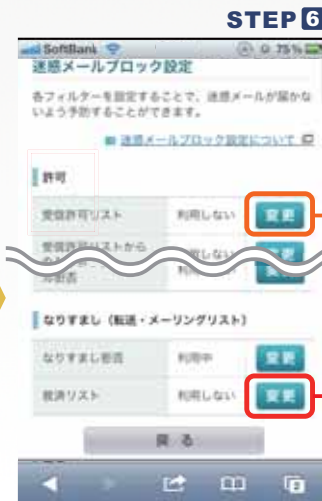 STEP 6
SoftBank
75%
迷惑メールブロック設定
各フィルターを設定することで、迷惑メールが届かな
いよう予防することができます。
迷惑メールブロック設定について
許可
受信許可リスト
利用しない
変更
受信許可リストから
利用しない
変更
なりすまし（転送・メーリングリスト）
なりすまし拒否
利用中
変更
救済リスト
利用しない
変更
戻る